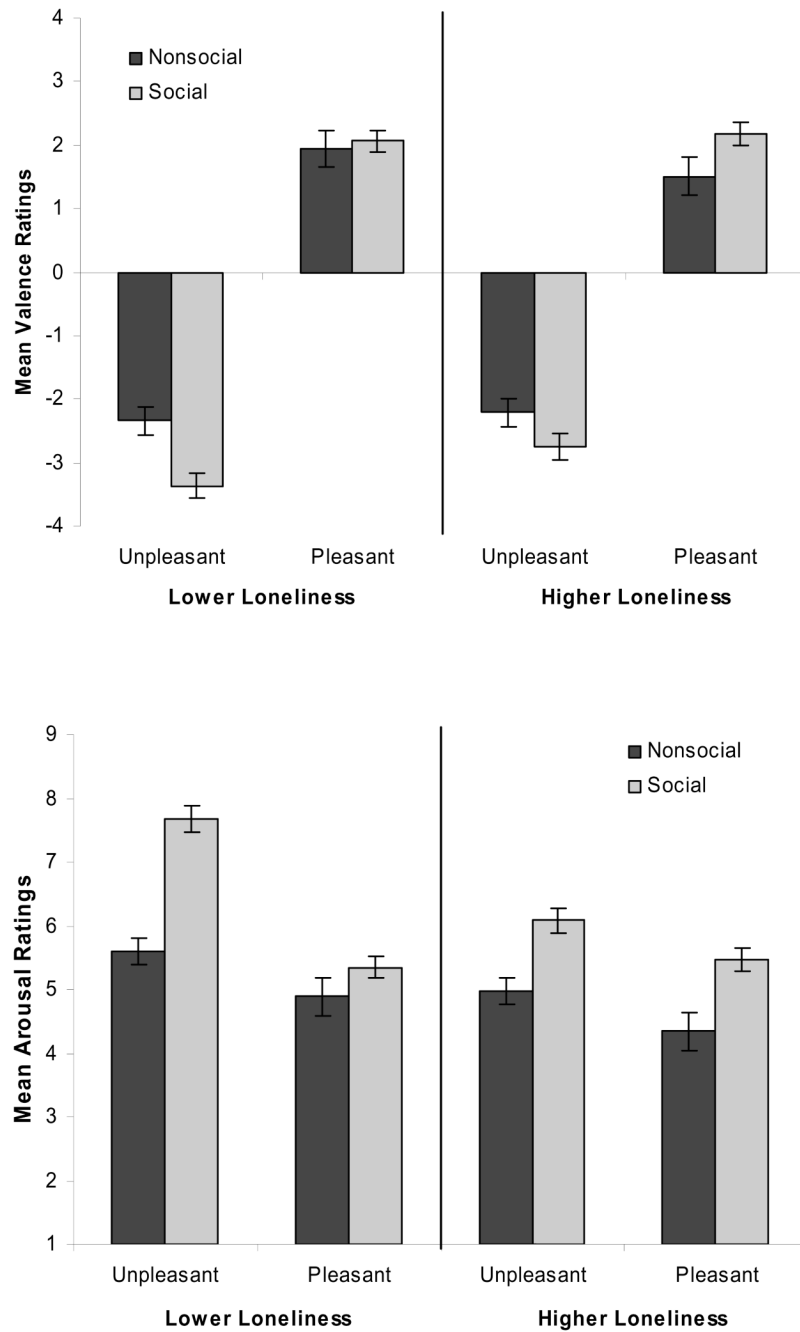 Nonsocial
Social
Mean Valence Ratings
4
3
2
1
0
-1
-2
-3
-4
Unpleasant Pleasant Unpleasant Pleasant
Lower Loneliness Higher Loneliness
Nonsocial
Social
Mean Arousal Ratings
9
8
7
6
5
4
3
2
1
Unpleasant Pleasant Unpleasant Pleasant
Lower Loneliness Higher Loneliness